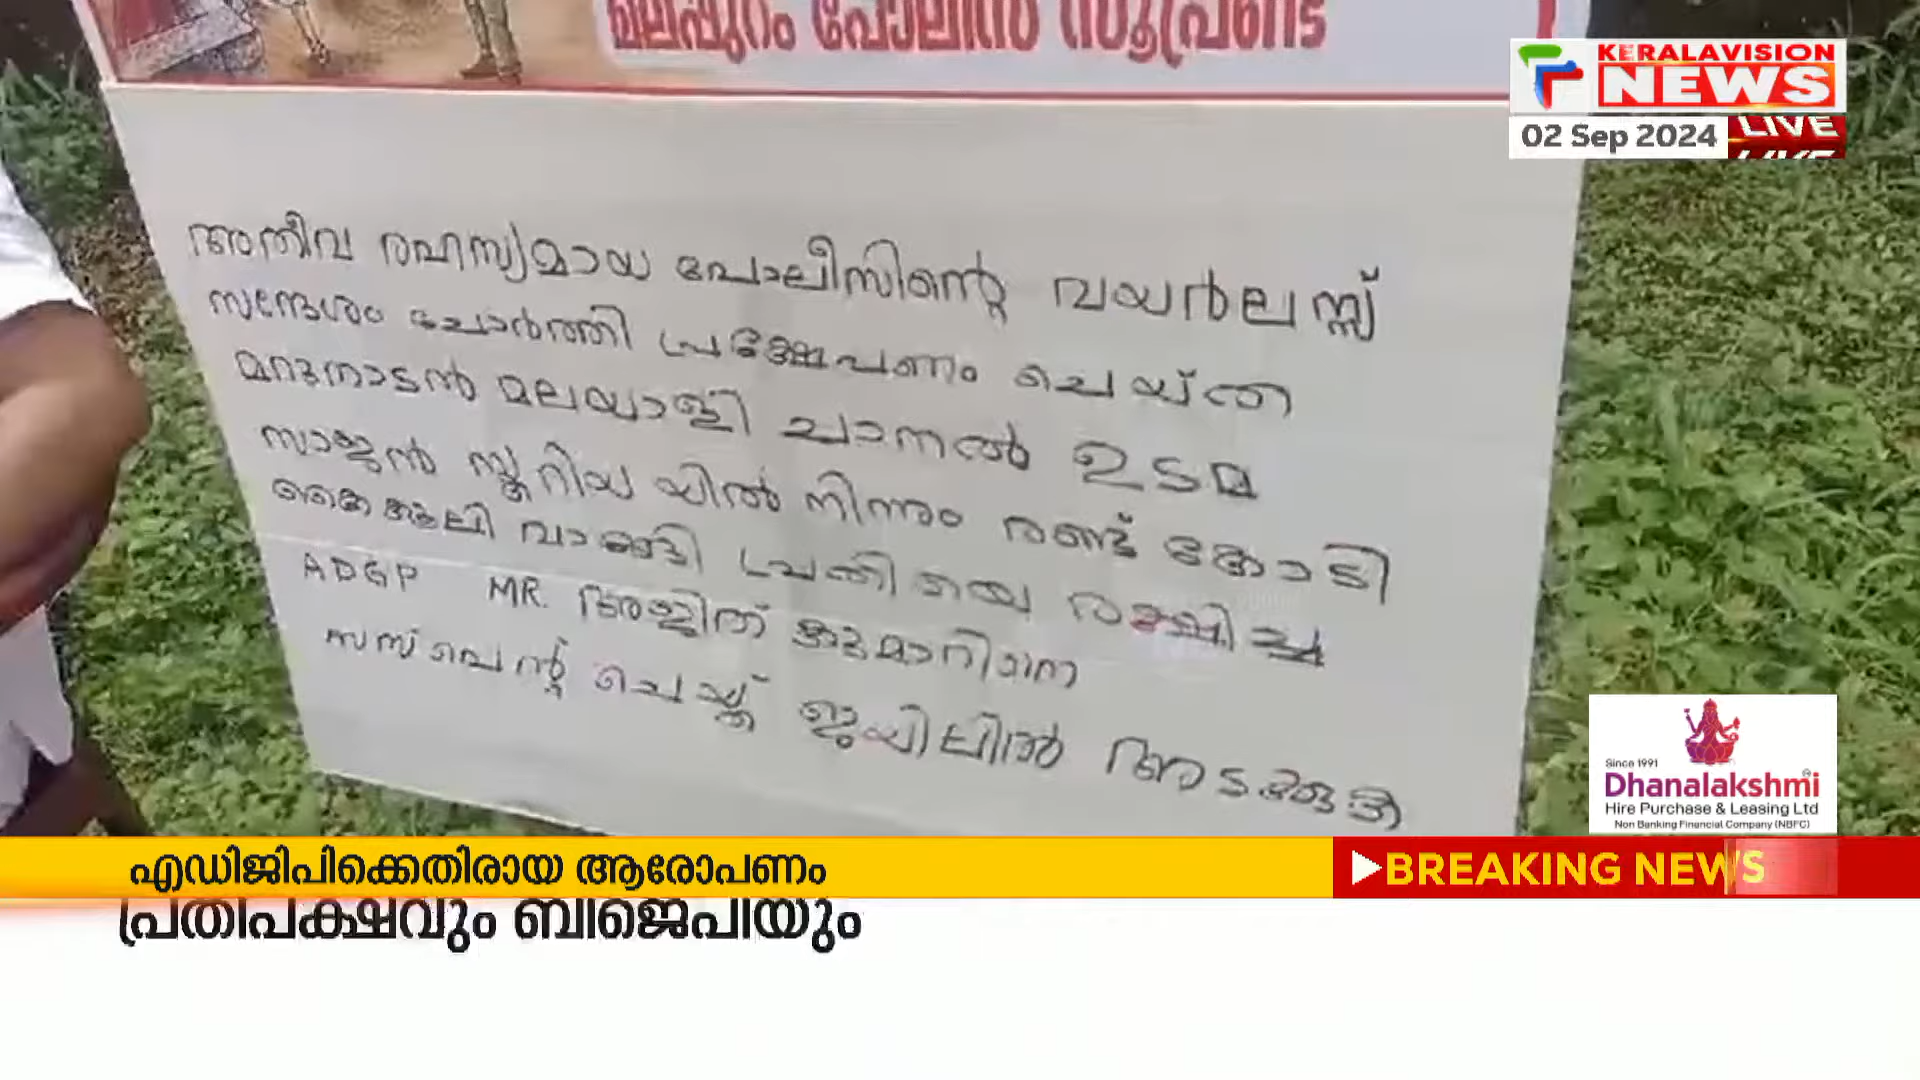 മലപ്പുറം പോലിസ് സൂപ്രണ്ട
KERALAVISION
NEWS
02 Sep 2024
LIVE
അതീവ രഹസ്യമായ പോലീസിന്റെ വയർലസ്സ്
സന്ദേശം ചോർത്തി പ്രക്ഷേപണം ചെയ്ത
മറുനാടൻ മലയാളി ചാനൽ ഉടമ
സാജൻ സ്കറിയ യിൽ നിന്നും രണ്ട് കോടി
കൈക്കൂലി വാങ്ങി പ്രതിയെ രക്ഷിച്ച
ADGP MR. അജിത് കുമാറിനെ
സസ്പെന്റ് ചെയ്ത് ജയിലിൽ അടക്കുക
Since 1991
Dhanalakshmi
Hire Purchase & Leasing Ltd
Non Banking Financial Company (NBFC)
എഡിജിപിക്കെതിരായ ആരോപണം
BREAKING NEWS
പ്രതിപക്ഷവും ബിജെപിയും